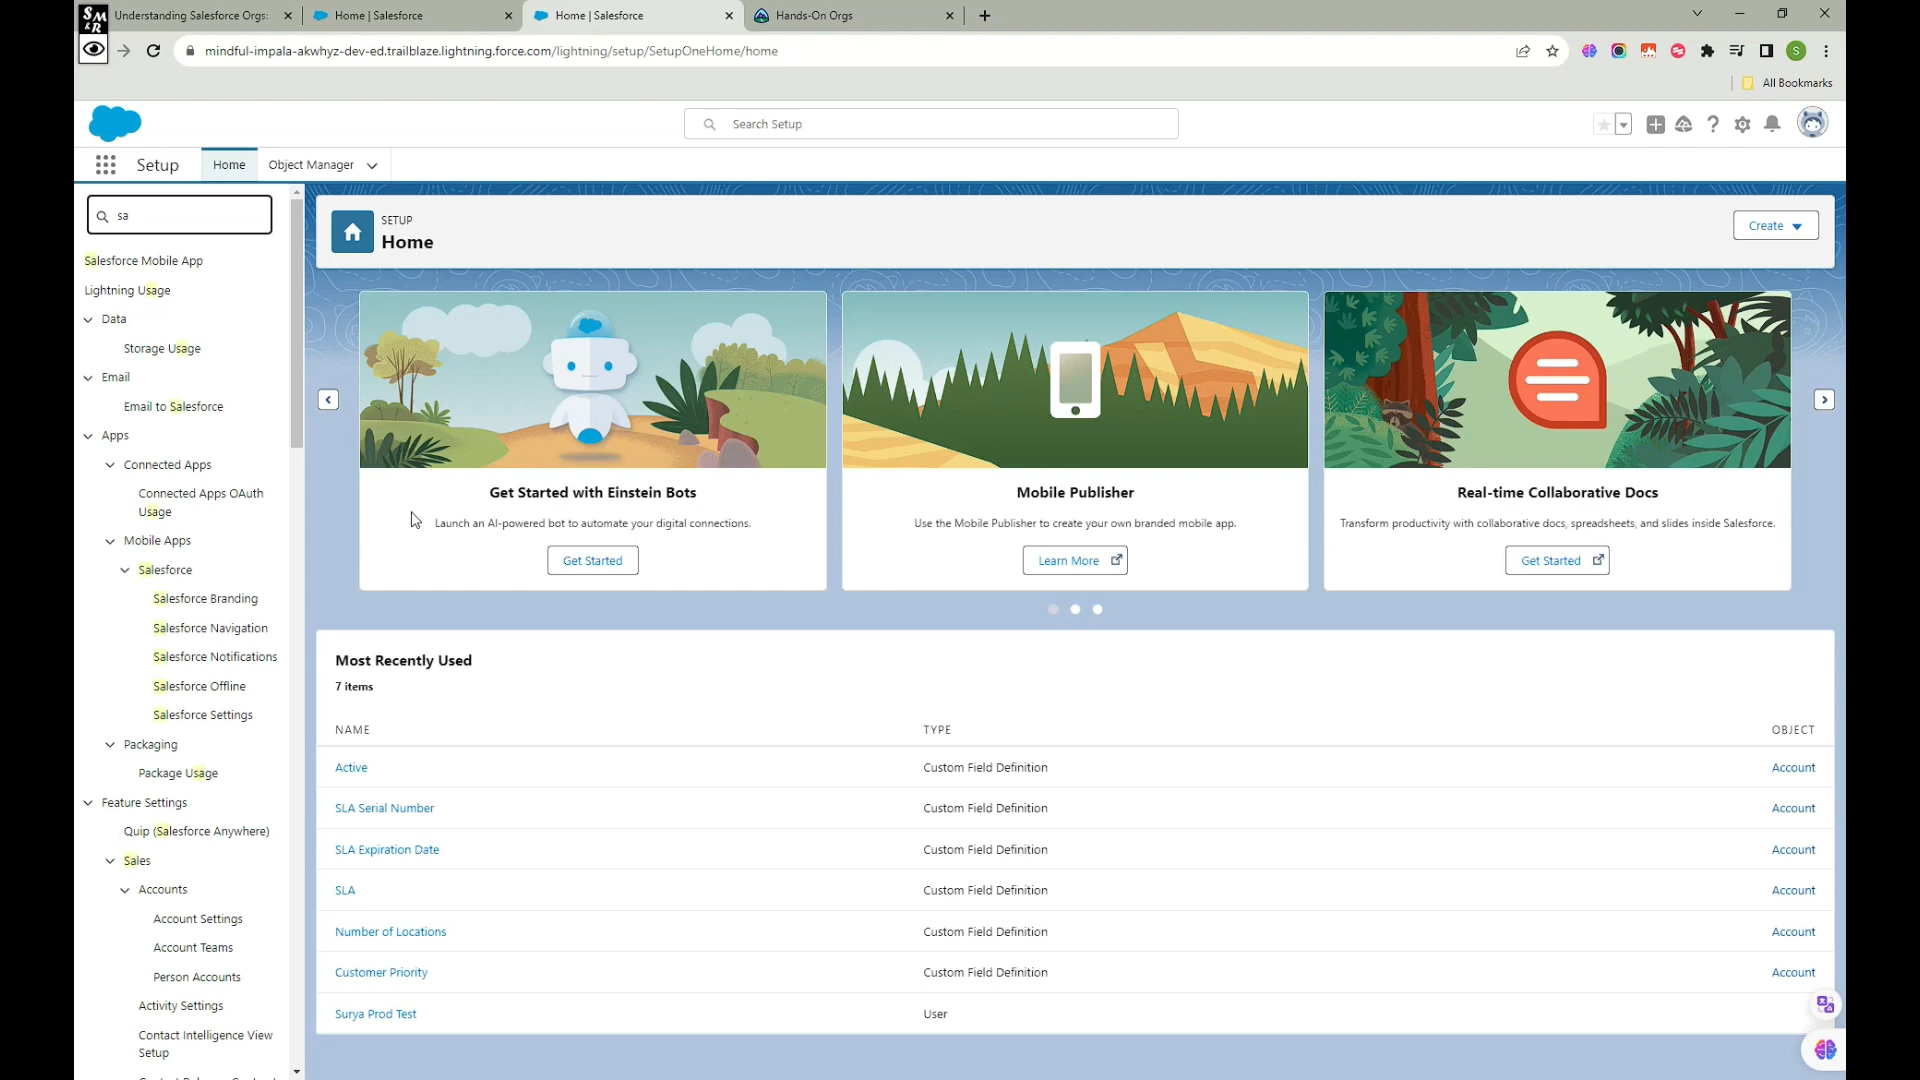 SM&R
Understanding Salesforce Orgs:
Home | Salesforce
Home | Salesforce
Hands-On Orgs
mindful-impala-akwhyz-dev-ed.trailblaze.lightning.force.com/lightning/setup/SetupOneHome/home
S
All Bookmarks
Search Setup
Setup
Home
Object Manager
sa
SETUP
Home
Create
Salesforce Mobile App
Lightning Usage
Data
Storage Usage
Email
Email to Salesforce
Apps
Connected Apps
Connected Apps OAuth
Usage
Mobile Apps
Salesforce
Salesforce Branding
Salesforce Navigation
Salesforce Notifications
Salesforce Offline
Salesforce Settings
Packaging
Package Usage
Feature Settings
Quip (Salesforce Anywhere)
Sales
Accounts
Account Settings
Account Teams
Person Accounts
Activity Settings
Contact Intelligence View
Setup
Get Started with Einstein Bots
Launch an AI-powered bot to automate your digital connections.
Get Started
Mobile Publisher
Use the Mobile Publisher to create your own branded mobile app.
Learn More
Real-time Collaborative Docs
Transform productivity with collaborative docs, spreadsheets, and slides inside Salesforce.
Get Started
Most Recently Used
7 items
NAME TYPE OBJECT
Active Custom Field Definition Account
SLA Serial Number Custom Field Definition Account
SLA Expiration Date Custom Field Definition Account
SLA Custom Field Definition Account
Number of Locations Custom Field Definition Account
Customer Priority Custom Field Definition Account
Surya Prod Test User